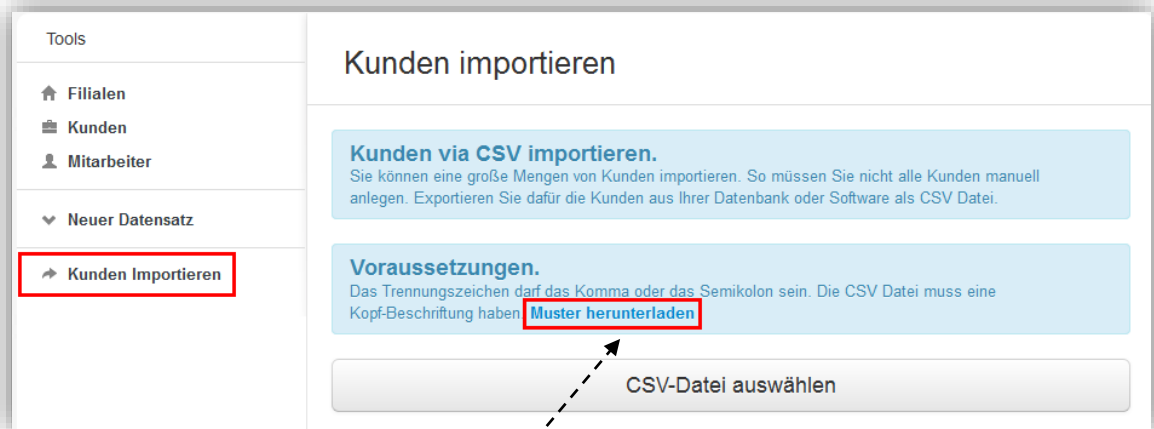 Tools
Filialen
Kunden
Mitarbeiter
Neuer Datensatz
Kunden Importieren
Kunden importieren
Kunden via CSV importieren.
Sie können eine große Mengen von Kunden importieren. So müssen Sie nicht alle Kunden manuell
anlegen. Exportieren Sie dafür die Kunden aus Ihrer Datenbank oder Software als CSV Datei.
Voraussetzungen.
Das Trennungszeichen darf das Komma oder das Semikolon sein. Die CSV Datei muss eine
Kopf-Beschriftung haben. Muster herunterladen
CSV-Datei auswählen